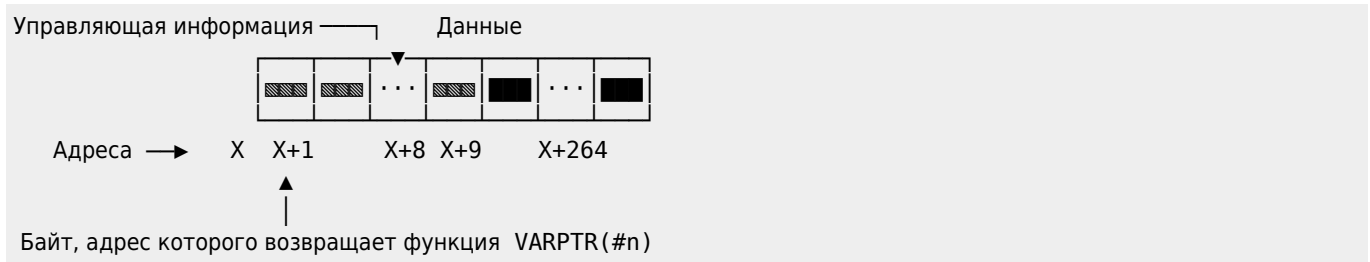 Управляющая информация Данные
··· ···
Адреса X X+1 X+8 X+9 X+264
Байт, адрес которого возвращает функция VARPTR(#n)